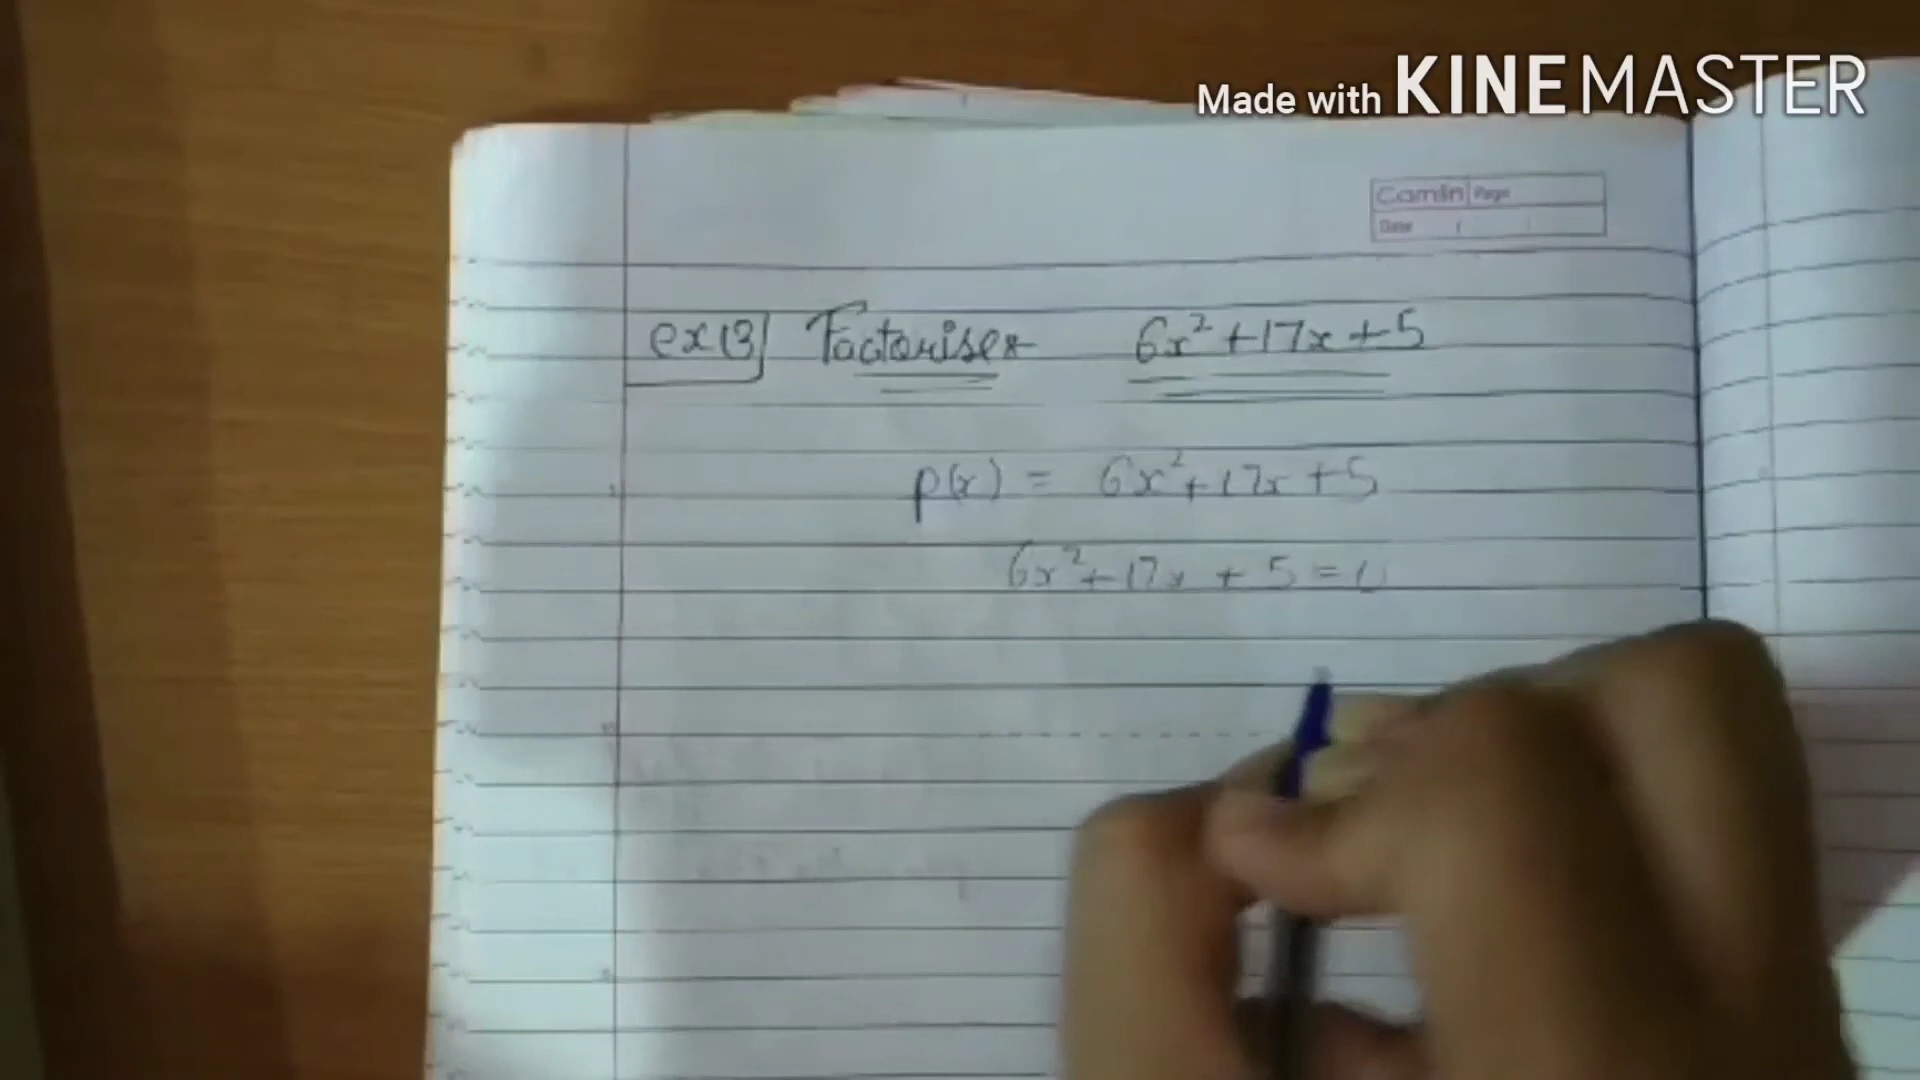 Made with KINEMASTER
Camlin Page
Date / /
ex 13 Factorise:- 6x² + 17x + 5
p(x) = 6x² + 17x + 5
6x² + 17x + 5 = 0